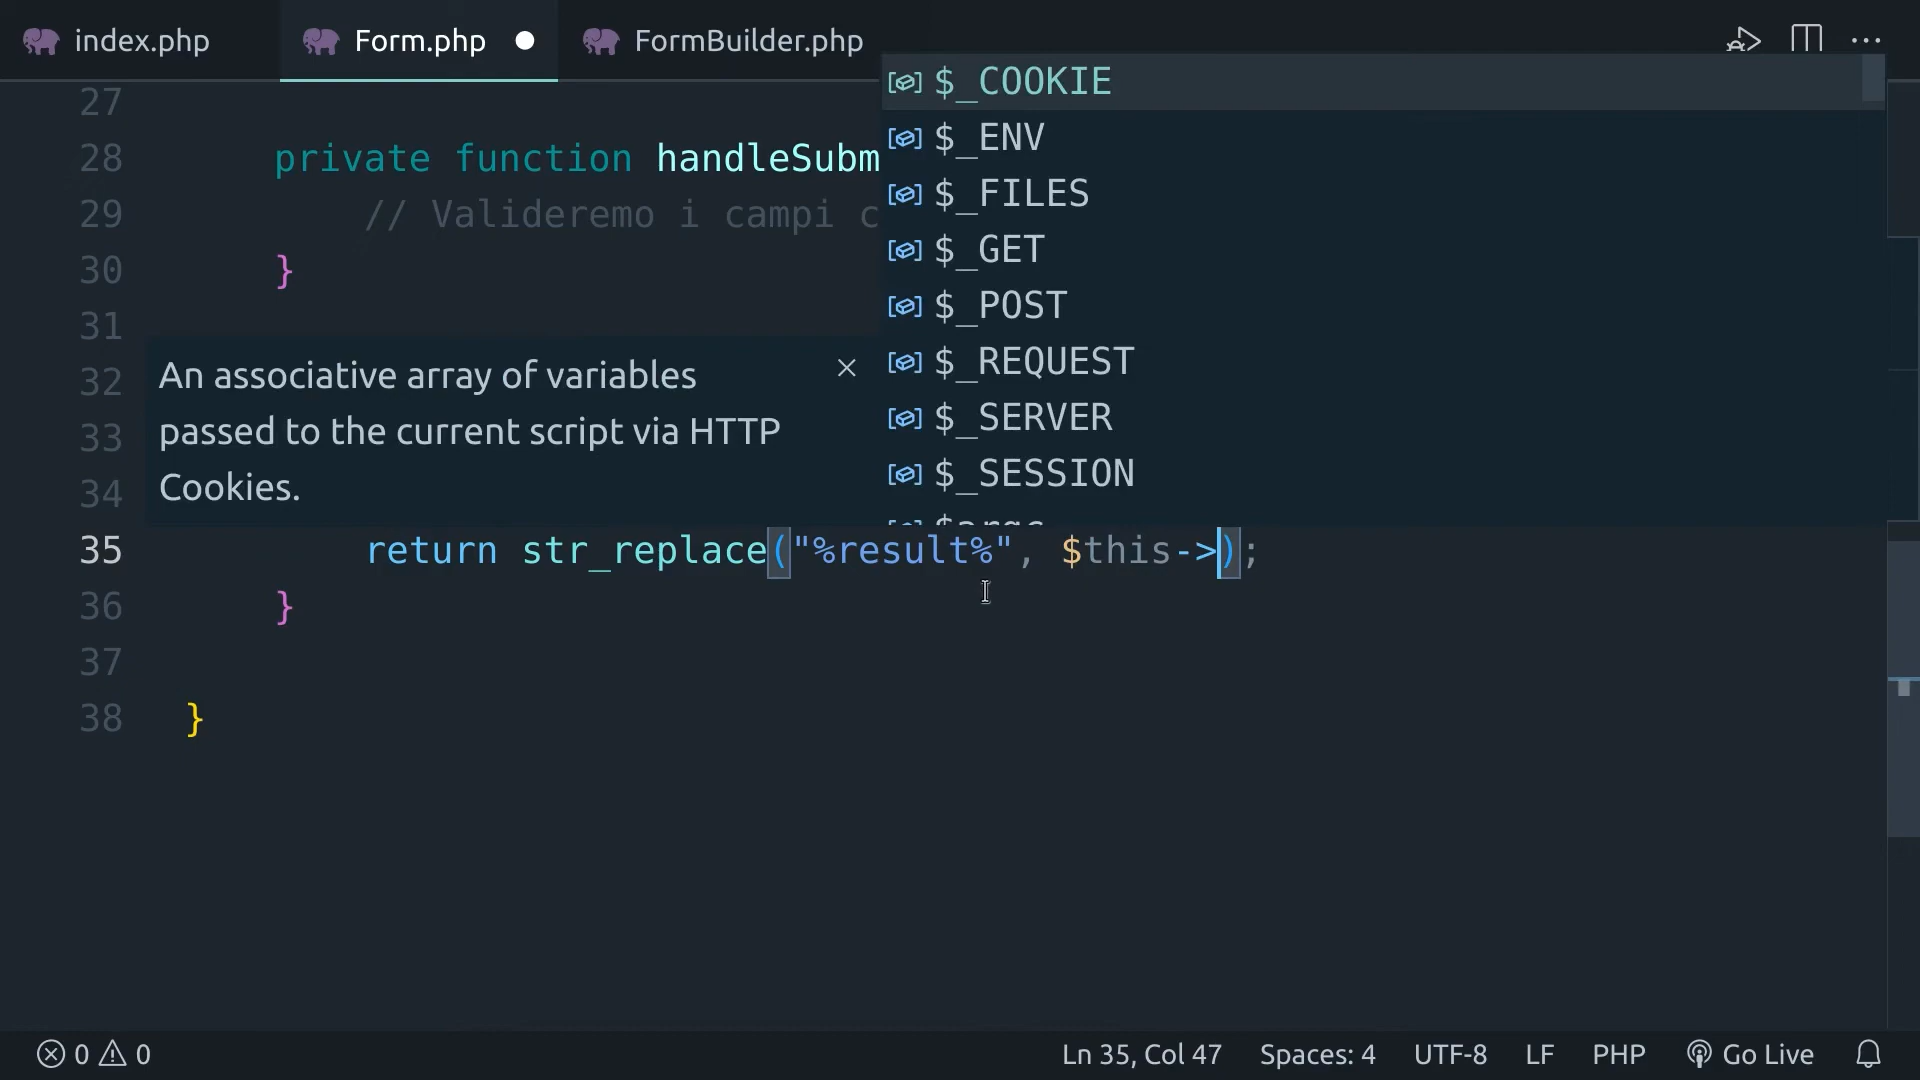 index.php
Form.php
FormBuilder.php
27
28 private function handleSubm
29 // Valideremo i campi c
30 }
31
32
33
34
An associative array of variables
passed to the current script via HTTP
Cookies.
$_COOKIE
$_ENV
$_FILES
$_GET
$_POST
$_REQUEST
$_SERVER
$_SESSION
$argc
35 return str_replace("%result%", $this->);
36 }
37
38 }
0 0
Ln 35, Col 47
Spaces: 4
UTF-8
LF
PHP
Go Live